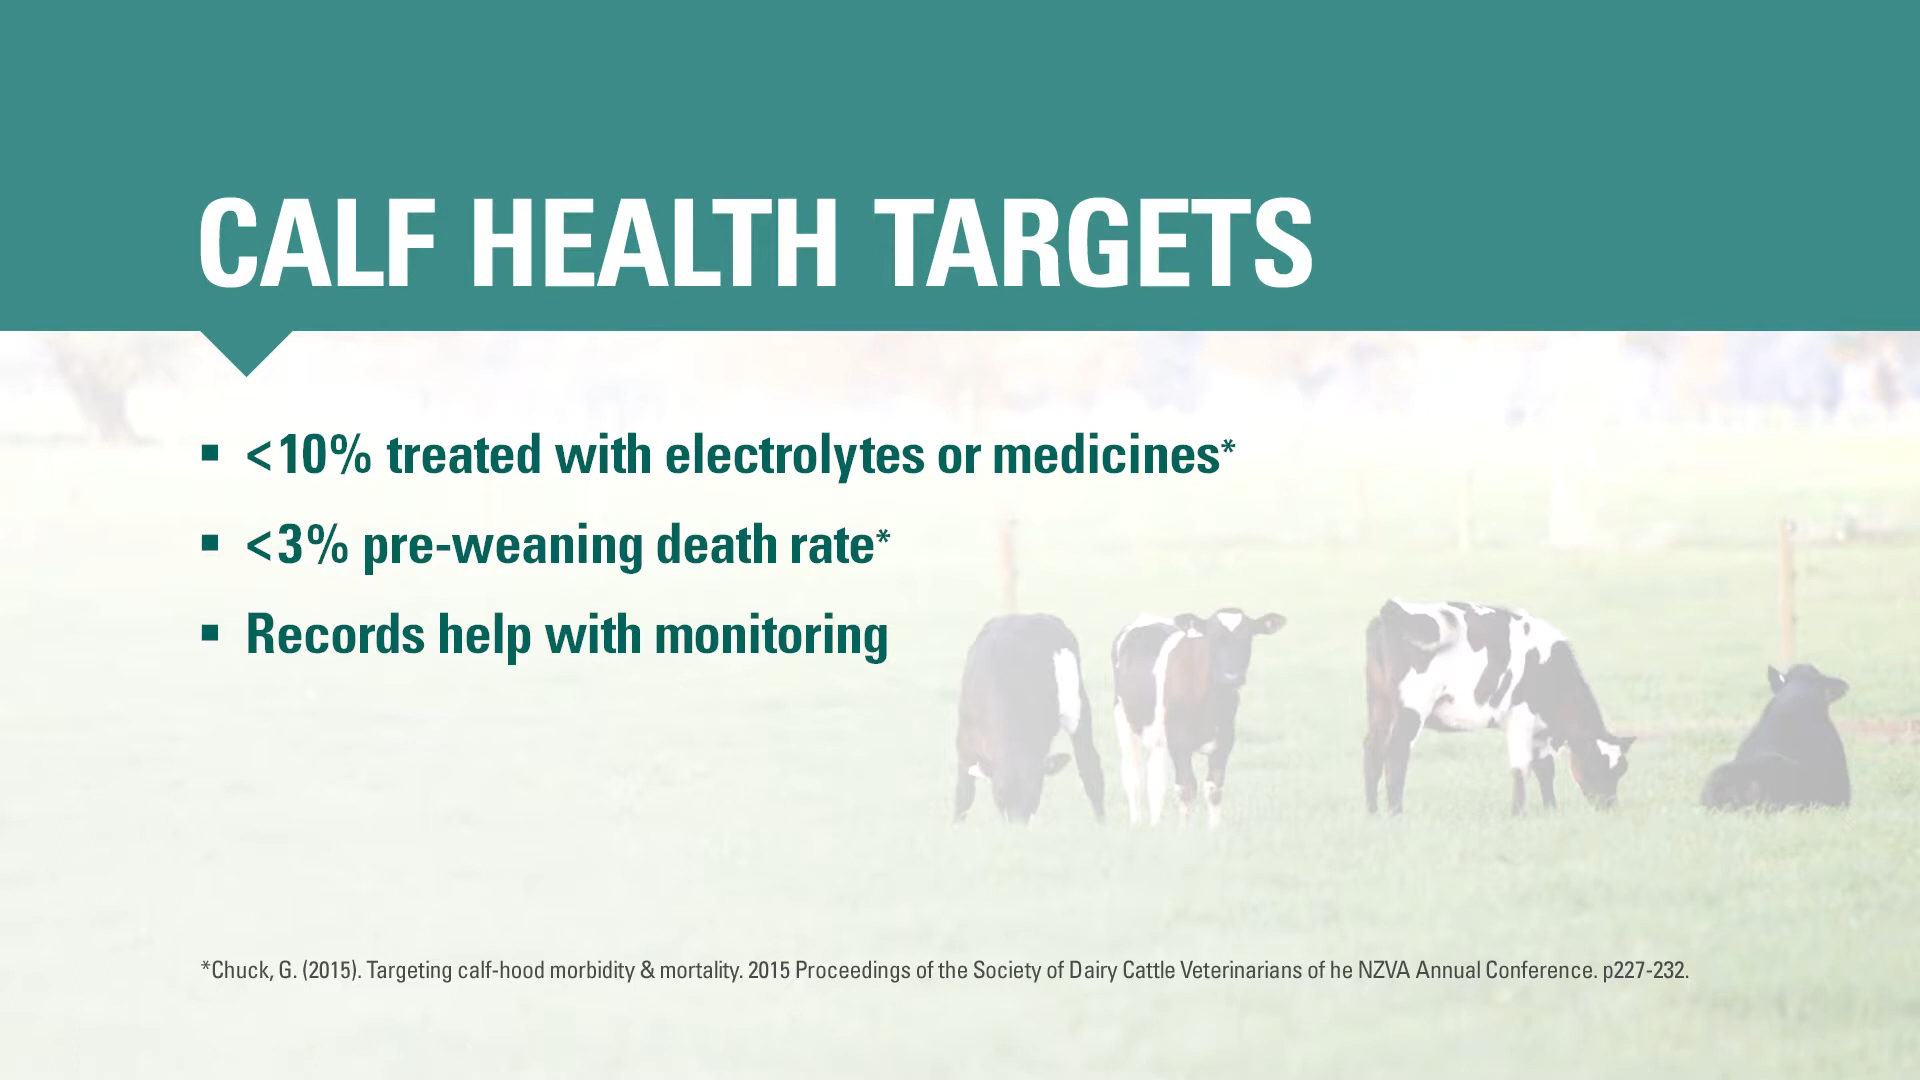 CALF HEALTH TARGETS
▪ <10% treated with electrolytes or medicines*
▪ <3% pre-weaning death rate*
▪ Records help with monitoring
*Chuck, G. (2015). Targeting calf-hood morbidity & mortality. 2015 Proceedings of the Society of Dairy Cattle Veterinarians of he NZVA Annual Conference. p227-232.